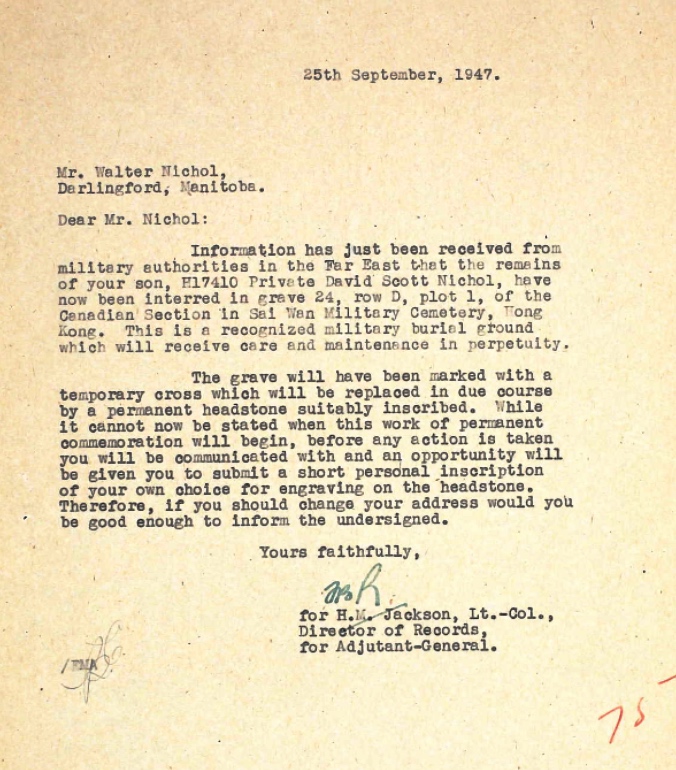 25th September, 1947.
Mr. Walter Nichol,
Darlingford, Manitoba.
Dear Mr. Nichol:
Information has just been received from
military authorities in the Far East that the remains
of your son, H17410 Private David Scott Nichol, have
now been interred in grave 24, row D, plot 1, of the
Canadian Section in Sai Wan Military Cemetery, Hong
Kong. This is a recognized military burial ground
which will receive care and maintenance in perpetuity.
The grave will have been marked with a
temporary cross which will be replaced in due course
by a permanent headstone suitably inscribed. While
it cannot now be stated when this work of permanent
commemoration will begin, before any action is taken
you will be communicated with and an opportunity will
be given you to submit a short personal inscription
of your own choice for engraving on the headstone.
Therefore, if you should change your address would you
be good enough to inform the undersigned.
Yours faithfully,
for H.M. Jackson, Lt.-Col.,
Director of Records,
for Adjutant-General.
75